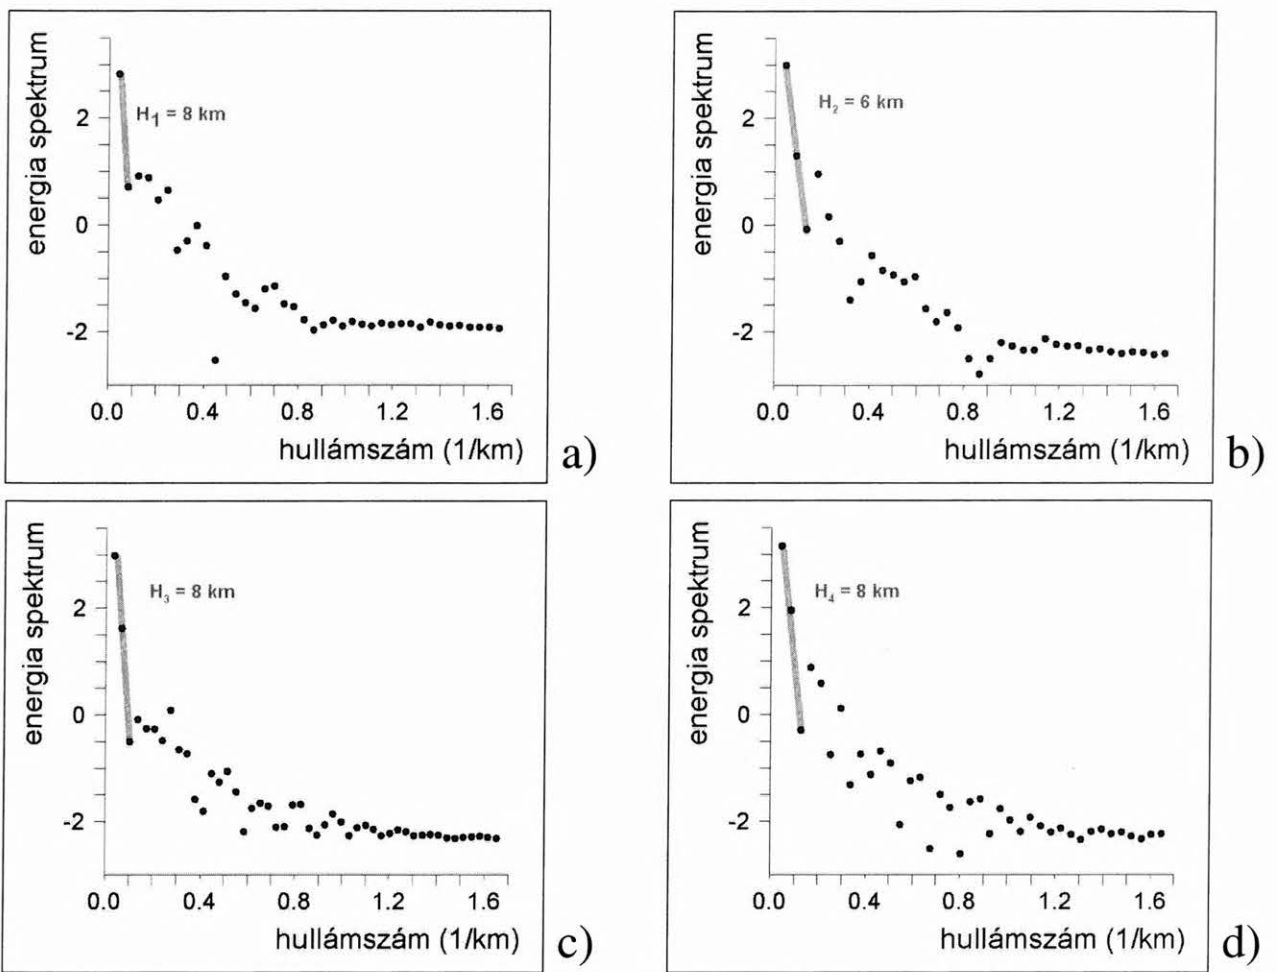 energia spektrum
2
0
-2
H1 = 8 km
0.0 0.4 0.8 1.2 1.6
hullámszám (1/km)
a)
energia spektrum
2
0
-2
H2 = 6 km
0.0 0.4 0.8 1.2 1.6
hullámszám (1/km)
b)
energia spektrum
2
0
-2
H3 = 8 km
0.0 0.4 0.8 1.2 1.6
hullámszám (1/km)
c)
energia spektrum
2
0
-2
H4 = 8 km
0.0 0.4 0.8 1.2 1.6
hullámszám (1/km)
d)